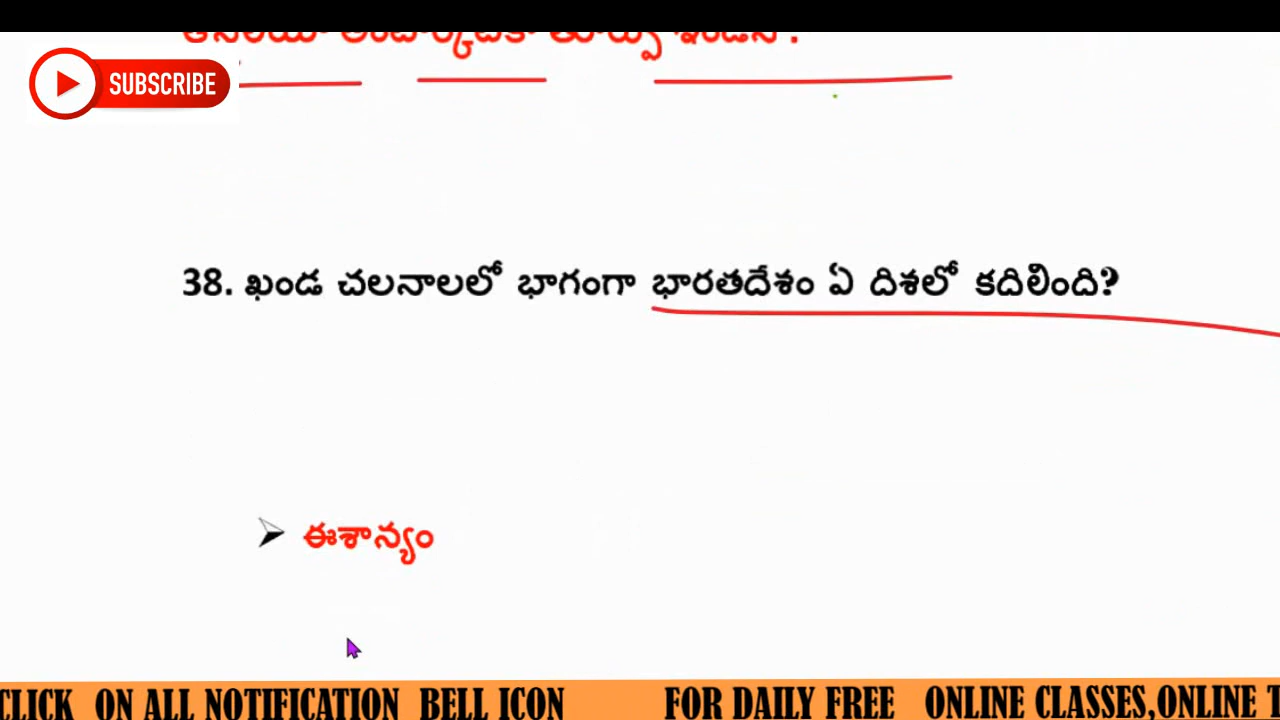 SUBSCRIBE
38. ఖండ చలనాలలో భాగంగా భారతదేశం ఏ దిశలో కదిలింది?
ఈశాన్యం
CLICK ON ALL NOTIFICATION BELL ICON FOR DAILY FREE ONLINE CLASSES,ONLINE T